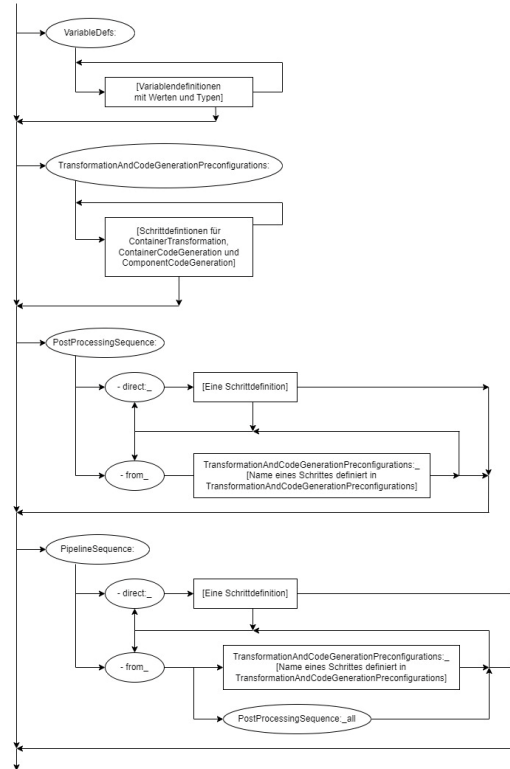 VariableDefs:
[Variablendefinitionen
mit Werten und Typen]
TransformationAndCodeGenerationPreconfigurations:
[Schrittdefintionen für
ContainerTransformation,
ContainerCodeGeneration und
ComponentCodeGeneration]
PostProcessingSequence:
- direct:_
[Eine Schrittdefinition]
- from_
TransformationAndCodeGenerationPreconfigurations:_
[Name eines Schrittes definiert in
TransformationAndCodeGenerationPreconfigurations]
PipelineSequence:
- direct:_
[Eine Schrittdefinition]
- from_
TransformationAndCodeGenerationPreconfigurations:_
[Name eines Schrittes definiert in
TransformationAndCodeGenerationPreconfigurations]
PostProcessingSequence:_all